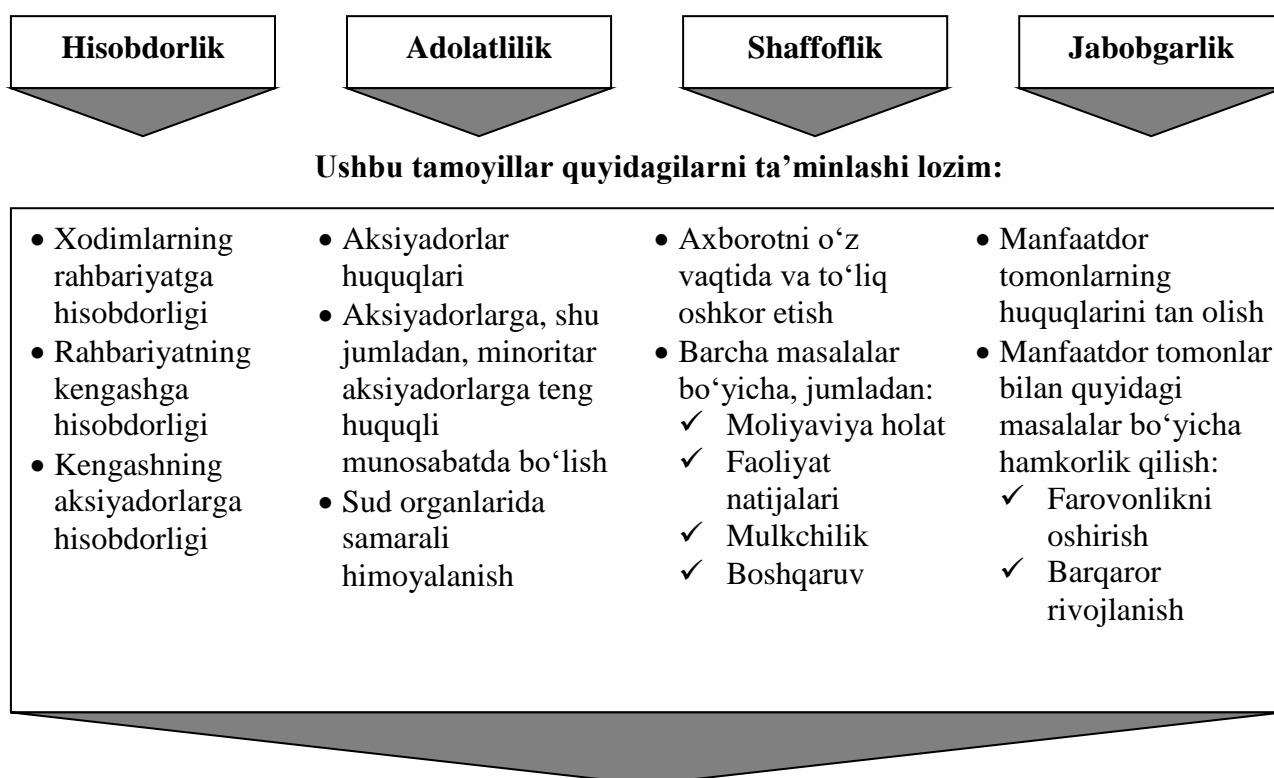 Hisobdorlik
Adolatlilik
Shaffoflik
Jabobgarlik
Ushbu tamoyillar quyidagilarni ta’minlashi lozim:
• Xodimlarning
rahbariyatga
hisobdorligi
• Rahbariyatning
kengashga
hisobdorligi
• Kengashning
aksiyadorlarga
hisobdorligi
• Aksiyadorlar
huquqlari
• Aksiyadorlarga, shu
jumladan, minoritar
aksiyadorlarga teng
huquqli
munosabatda bo‘lish
• Sud organlarida
samarali
himoyalanish
• Axborotni o‘z
vaqtida va to‘liq
oshkor etish
• Barcha masalalar
bo‘yicha, jumladan:
✓ Moliyaviya holat
✓ Faoliyat
natijalari
✓ Mulkchilik
✓ Boshqaruv
• Manfaatdor
tomonlarning
huquqlarini tan olish
• Manfaatdor tomonlar
bilan quyidagi
masalalar bo‘yicha
hamkorlik qilish:
✓ Farovonlikni
oshirish
✓ Barqaror
rivojlanish